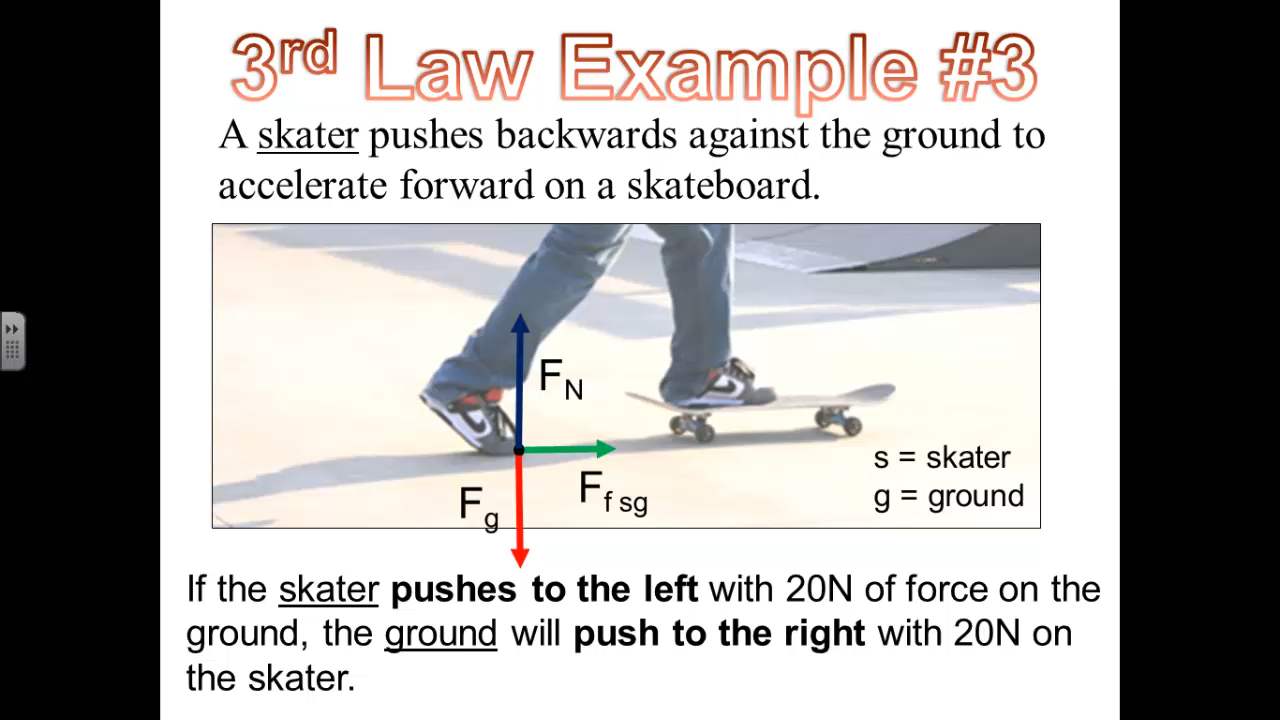 3rd Law Example #3
A skater pushes backwards against the ground to
accelerate forward on a skateboard.
FN
Ff sg
Fg
s = skater
g = ground
If the skater pushes to the left with 20N of force on the
ground, the ground will push to the right with 20N on
the skater.